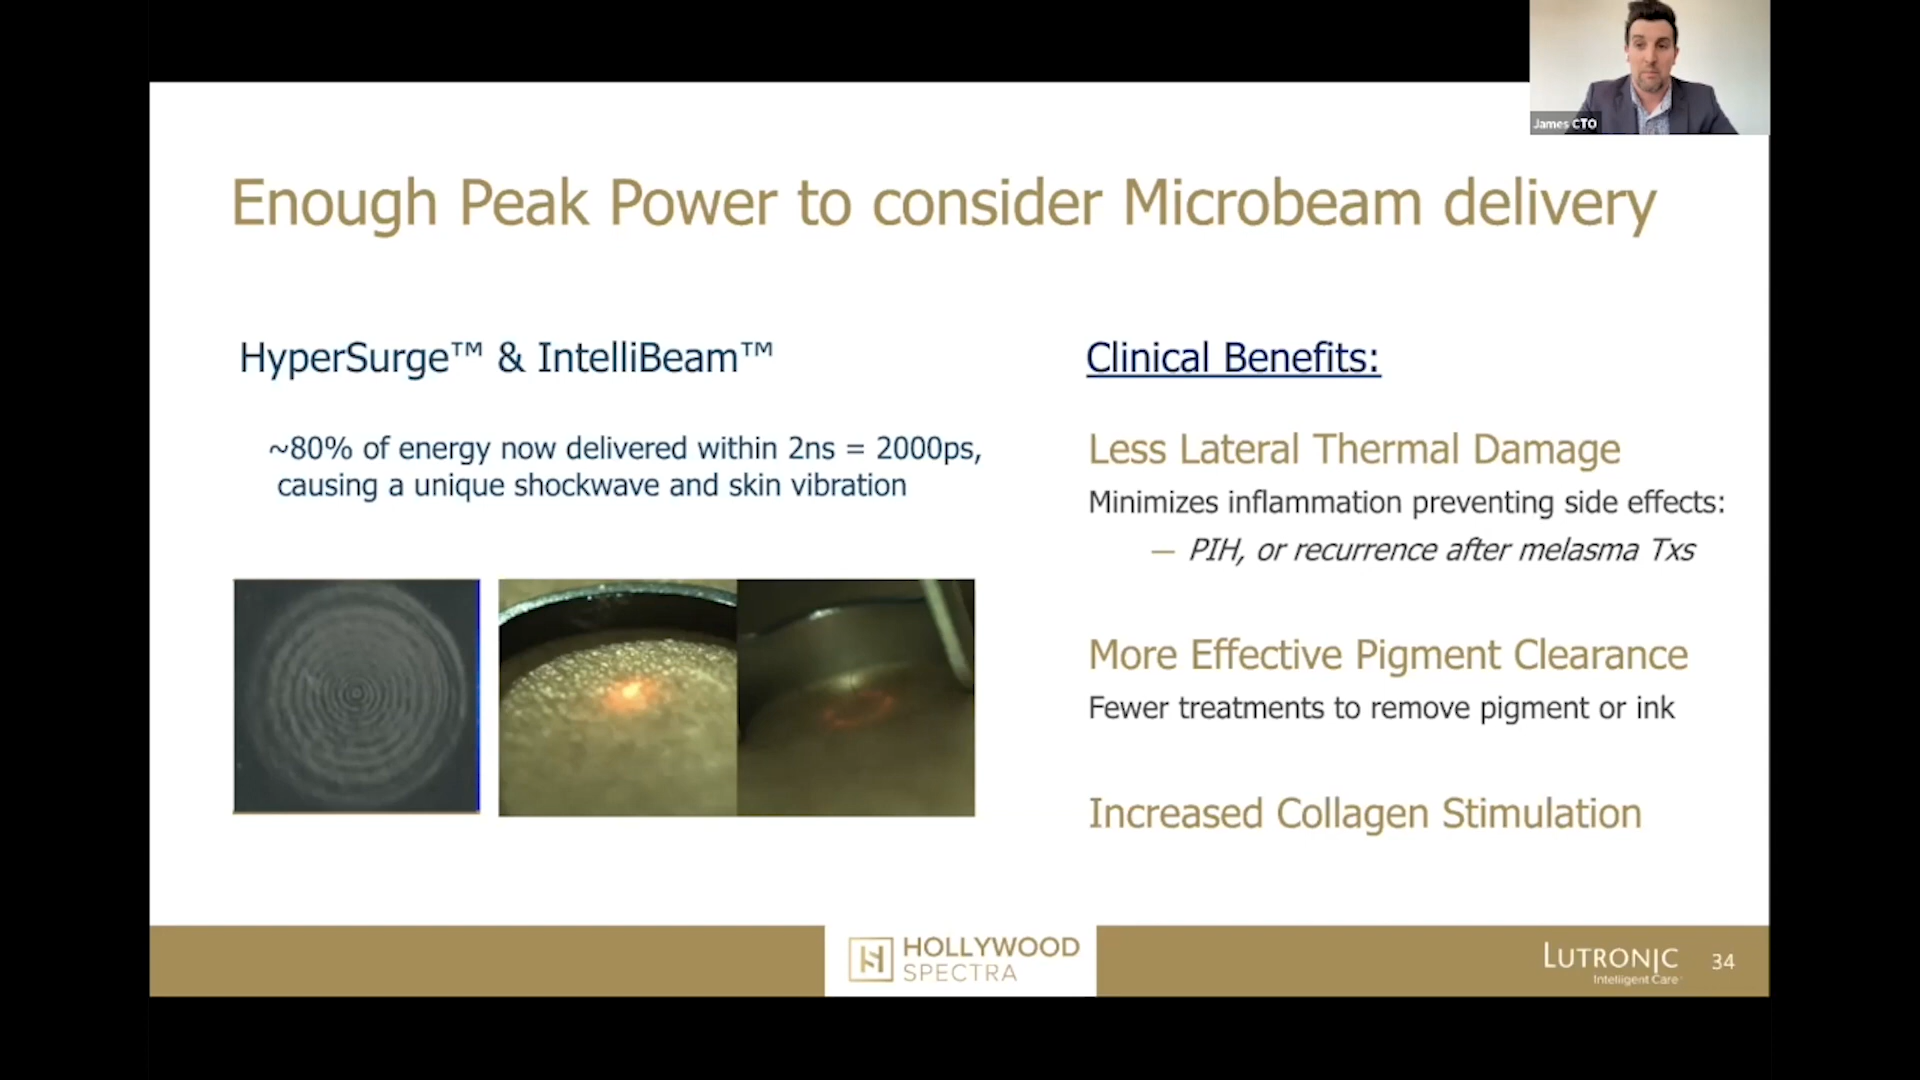 James CTO
Enough Peak Power to consider Microbeam delivery
HyperSurge™ & IntelliBeam™
~80% of energy now delivered within 2ns = 2000ps,
causing a unique shockwave and skin vibration
Clinical Benefits:
Less Lateral Thermal Damage
Minimizes inflammation preventing side effects:
— PIH, or recurrence after melasma Txs
More Effective Pigment Clearance
Fewer treatments to remove pigment or ink
Increased Collagen Stimulation
HOLLYWOOD
SPECTRA
LUTRONIC
Intelligent Care
34